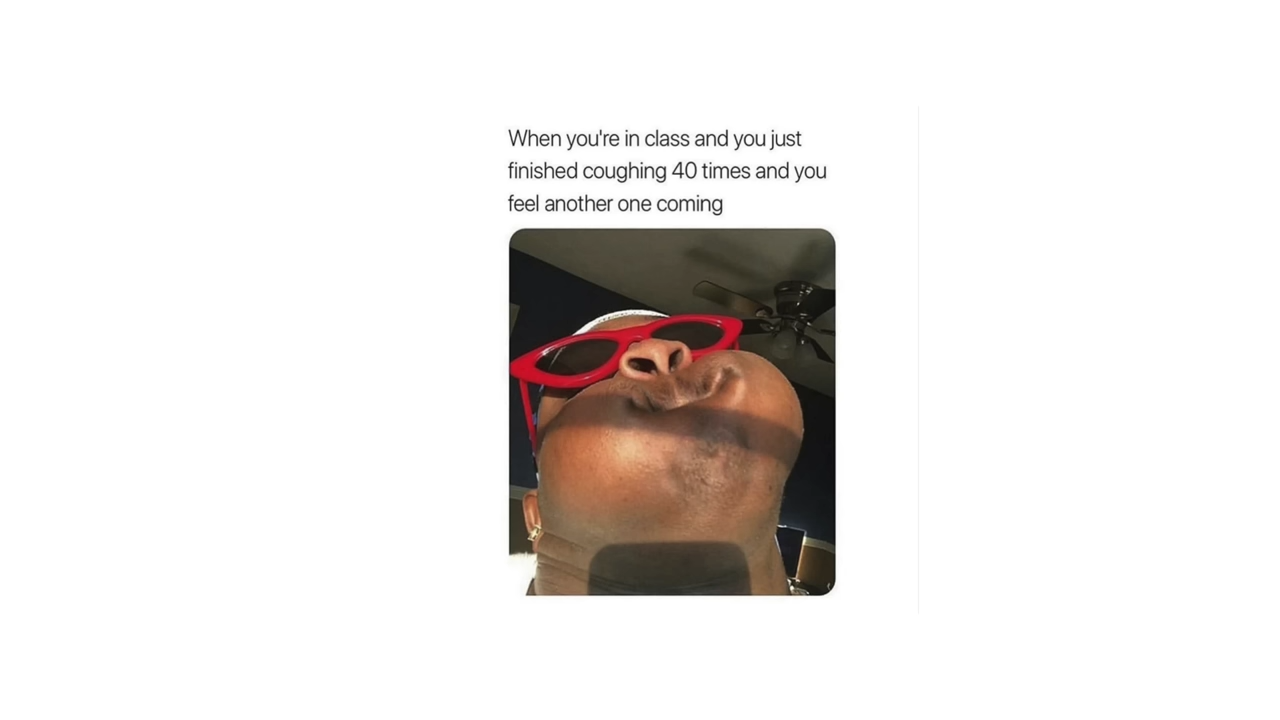 When you're in class and you just
finished coughing 40 times and you
feel another one coming